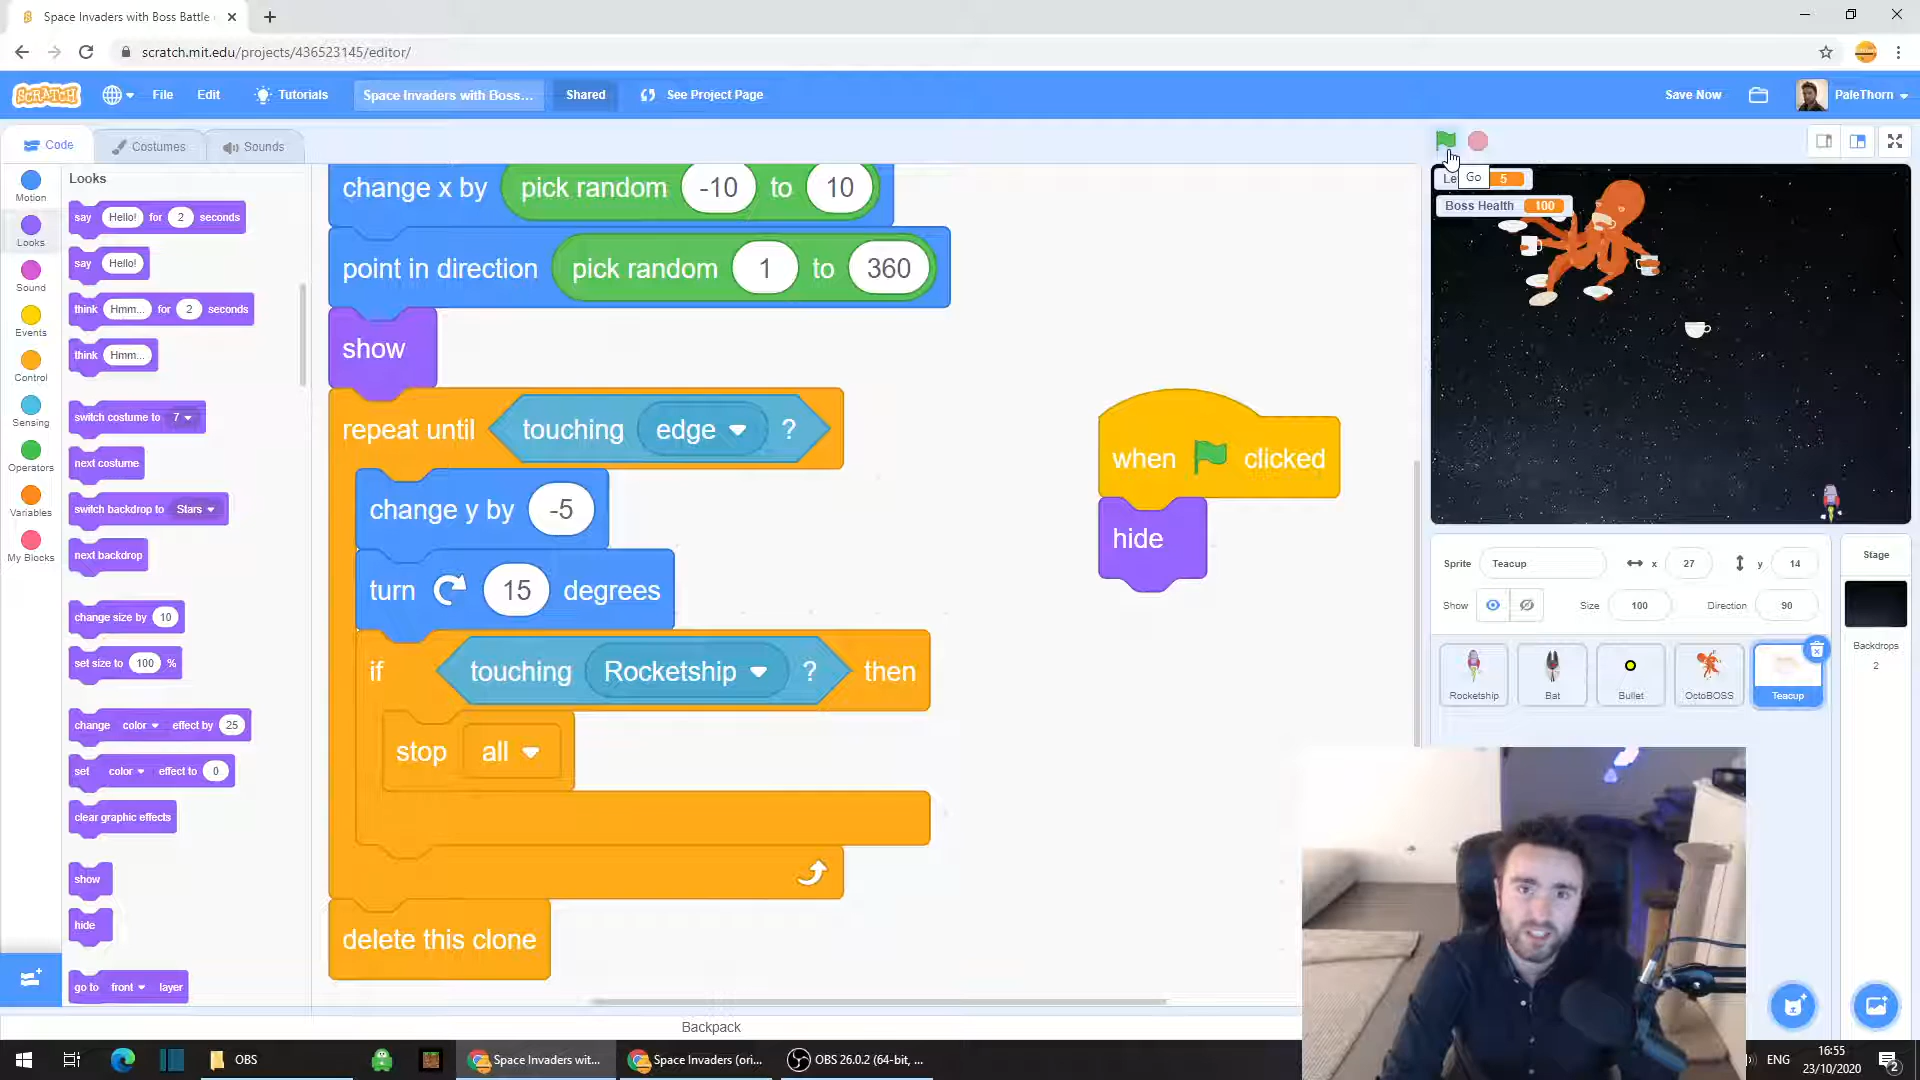 Space Invaders with Boss Battle
scratch.mit.edu/projects/436523145/editor/
SCRATCH
File
Edit
Tutorials
Space Invaders with Boss...
Shared
See Project Page
Save Now
PaleThorn
Code
Costumes
Sounds
Motion
Looks
Sound
Events
Control
Sensing
Operators
Variables
My Blocks
Looks
say Hello! for 2 seconds
say Hello!
think Hmm... for 2 seconds
think Hmm...
switch costume to 7
next costume
switch backdrop to Stars
next backdrop
change size by 10
set size to 100 %
change color effect by 25
set color effect to 0
clear graphic effects
show
hide
go to front layer
change x by pick random -10 to 10
point in direction pick random 1 to 360
show
repeat until touching edge ?
change y by -5
turn 15 degrees
if touching Rocketship ? then
stop all
delete this clone
when clicked
hide
Go
5
Boss Health 100
Sprite Teacup x 27 y 14
Show Size 100 Direction 90
Rocketship
Bat
Bullet
OctoBOSS
Teacup
Stage
Backdrops
2
Backpack
OBS
Space Invaders wit...
Space Invaders (ori...
OBS 26.0.2 (64-bit, ...
ENG
16:55
23/10/2020
2